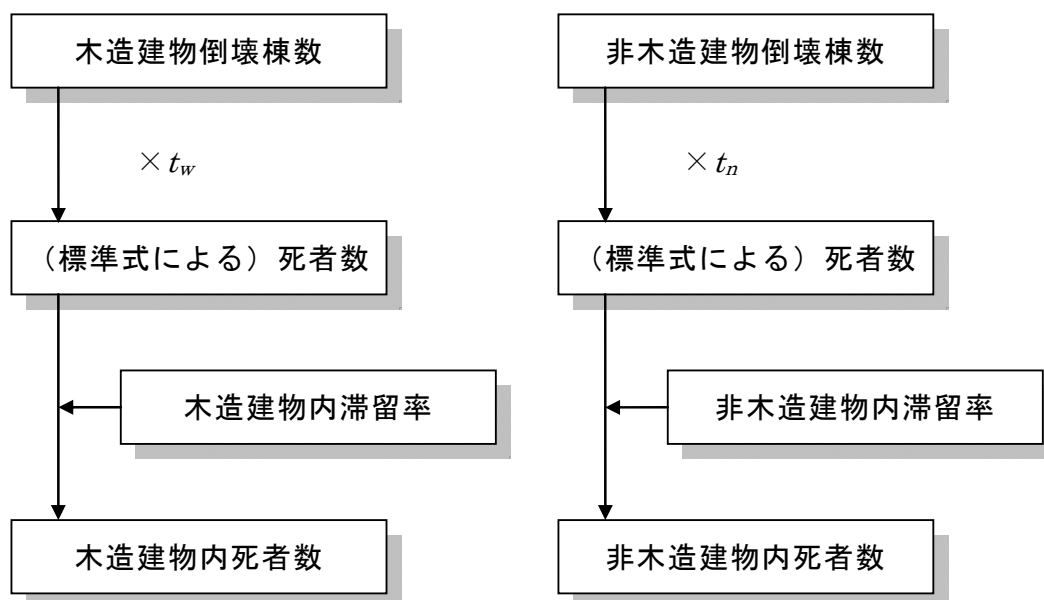 木造建物倒壊棟数
× tw
（標準式による）死者数
木造建物内滞留率
木造建物内死者数
非木造建物倒壊棟数
× tn
（標準式による）死者数
非木造建物内滞留率
非木造建物内死者数